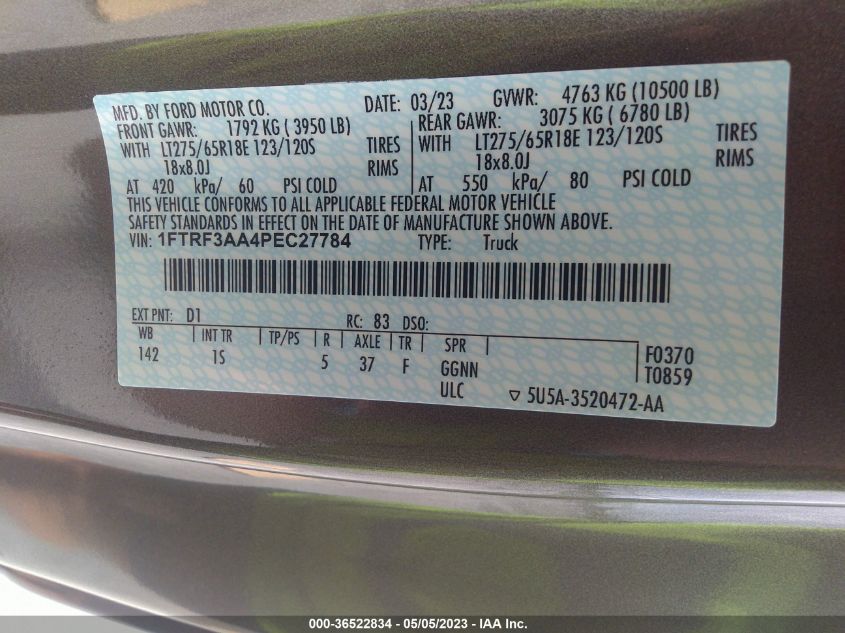 MFD. BY FORD MOTOR CO. DATE: 03/23 GVWR: 4763 KG (10500 LB)
FRONT GAWR: 1792 KG ( 3950 LB) REAR GAWR: 3075 KG ( 6780 LB)
WITH LT275/65R18E 123/120S TIRES WITH LT275/65R18E 123/120S TIRES
18x8.0J RIMS 18x8.0J RIMS
AT 420 kPa/ 60 PSI COLD AT 550 kPa/ 80 PSI COLD
THIS VEHICLE CONFORMS TO ALL APPLICABLE FEDERAL MOTOR VEHICLE
SAFETY STANDARDS IN EFFECT ON THE DATE OF MANUFACTURE SHOWN ABOVE.
VIN: 1FTRF3AA4PEC27784 TYPE: Truck
EXT PNT: D1 RC: 83 DSO:
WB INT TR TP/PS R AXLE TR SPR
142 1S 5 37 F GGNN F0370
ULC T0859
5U5A-3520472-AA
000-36522834 - 05/05/2023 - IAA Inc.